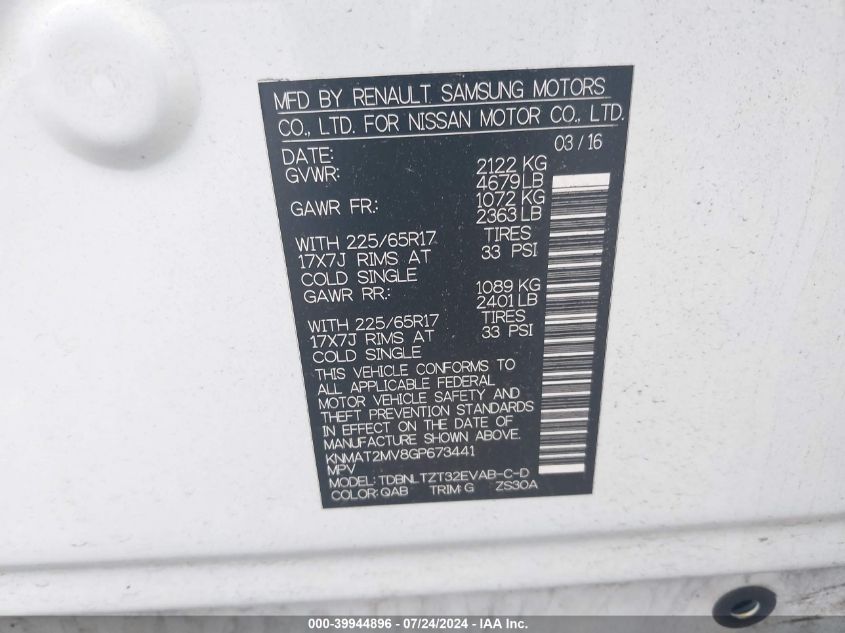 MFD BY RENAULT SAMSUNG MOTORS
CO., LTD. FOR NISSAN MOTOR CO., LTD.
DATE: 03/16
GVWR: 2122 KG
4679 LB
GAWR FR.: 1072 KG
2363 LB
WITH 225/65R17 TIRES
17X7J RIMS AT 33 PSI
COLD SINGLE
GAWR RR.: 1089 KG
2401 LB
WITH 225/65R17 TIRES
17X7J RIMS AT 33 PSI
COLD SINGLE
THIS VEHICLE CONFORMS TO
ALL APPLICABLE FEDERAL
MOTOR VEHICLE SAFETY AND
THEFT PREVENTION STANDARDS
IN EFFECT ON THE DATE OF
MANUFACTURE SHOWN ABOVE.
KNMAT2MV8GP673441
MPV
MODEL: TDBNLTZT32EVAB-C-D
COLOR: QAB TRIM: G ZS30A
000-39944896 - 07/24/2024 - IAA Inc.